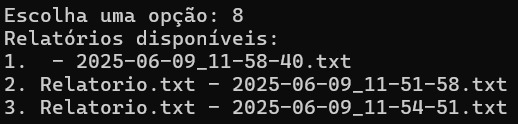 Escolha uma opção: 8
Relatórios disponíveis:
1.  - 2025-06-09_11-58-40.txt
2. Relatorio.txt - 2025-06-09_11-51-58.txt
3. Relatorio.txt - 2025-06-09_11-54-51.txt